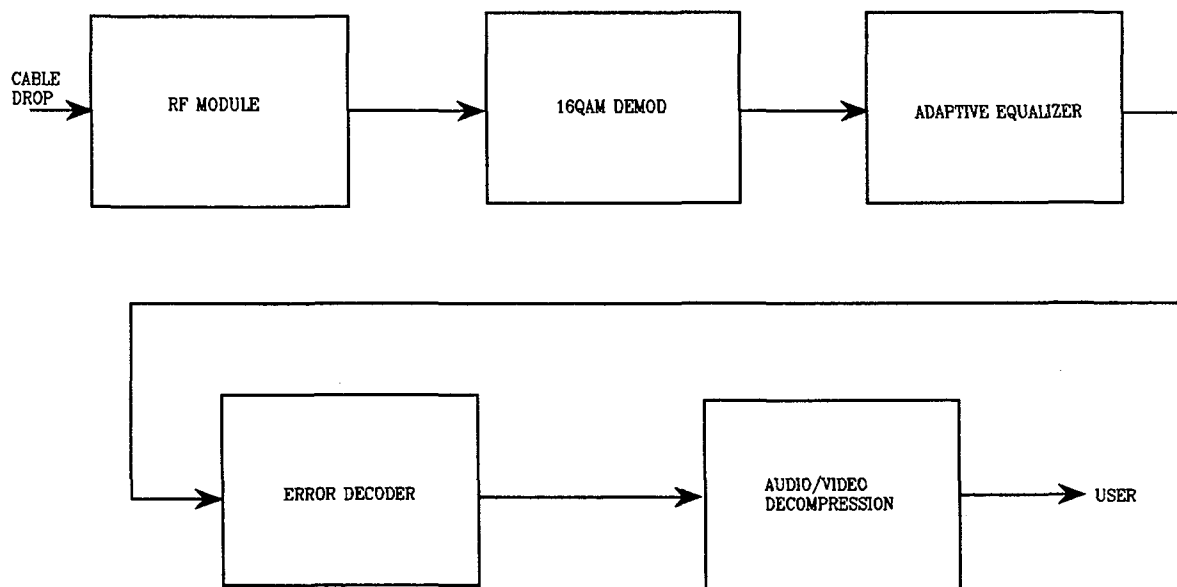 CABLE
DROP
RF MODULE
16QAM DEMOD
ADAPTIVE EQUALIZER
ERROR DECODER
AUDIO/VIDEO
DECOMPRESSION
USER